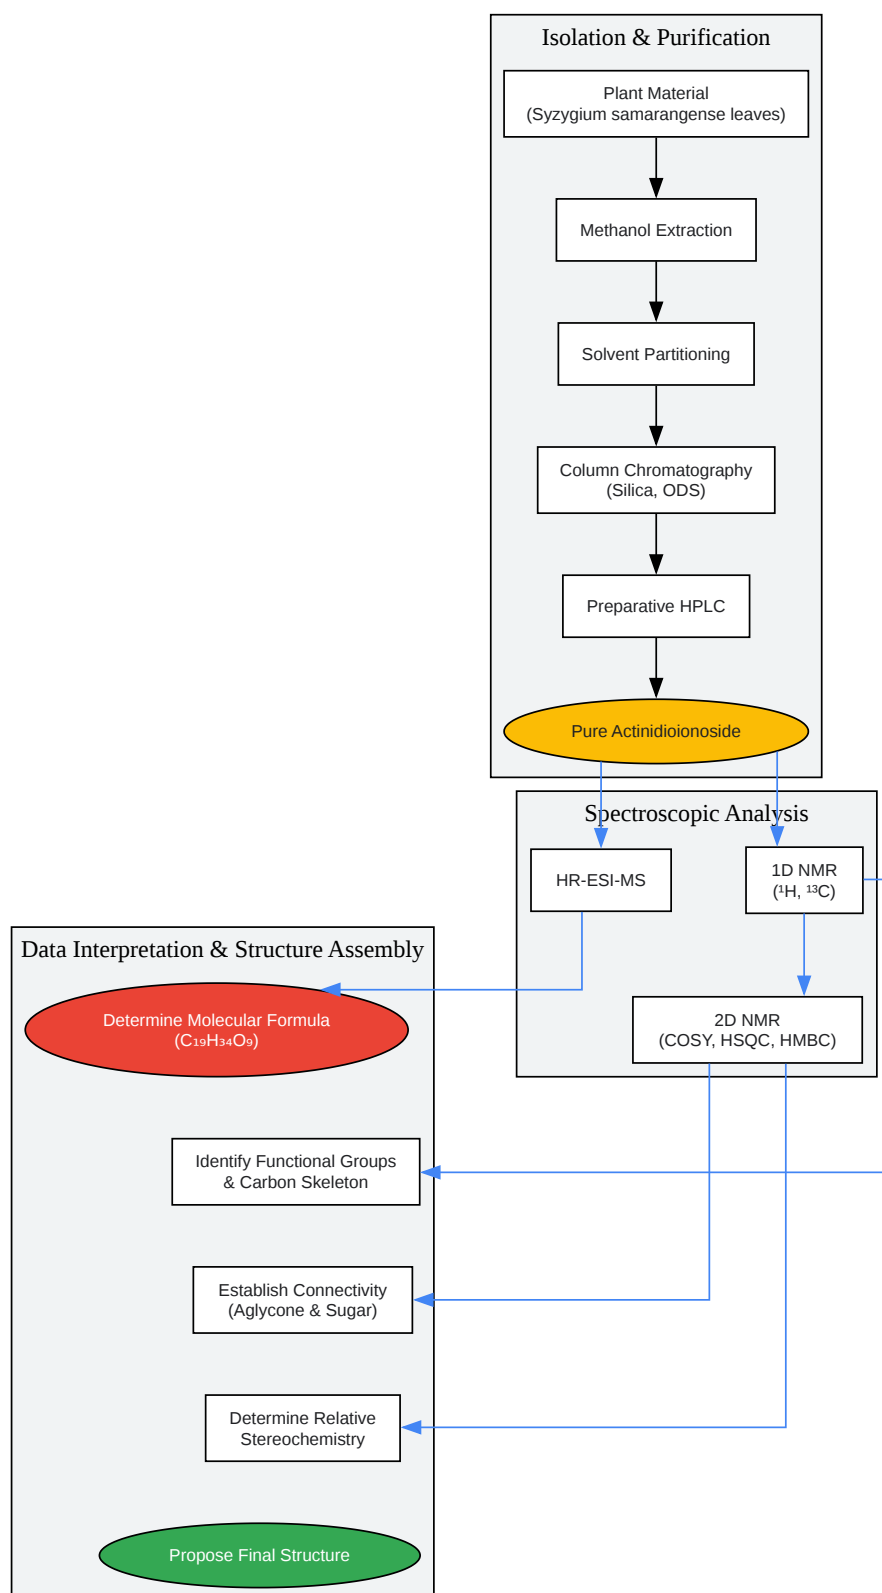 Isolation & Purification
Plant Material
(Syzygium samarangense leaves)
Methanol Extraction
Solvent Partitioning
Column Chromatography
(Silica, ODS)
Preparative HPLC
Pure Actinidioionoside
Spectroscopic Analysis
HR-ESI-MS
1D NMR
(¹H, ¹³C)
2D NMR
(COSY, HSQC, HMBC)
Data Interpretation & Structure Assembly
Determine Molecular Formula
(C₁₉H₃₄O₉)
Identify Functional Groups
& Carbon Skeleton
Establish Connectivity
(Aglycone & Sugar)
Determine Relative
Stereochemistry
Propose Final Structure